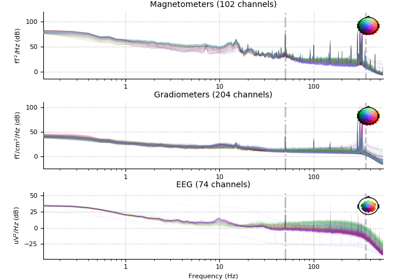 Magnetometers (102 channels)
fT²/Hz (dB)
100
50
0
1
10
100
Gradiometers (204 channels)
(fT/cm)²/Hz (dB)
100
50
0
1
10
100
EEG (74 channels)
uV²/Hz (dB)
50
25
0
−25
1
10
100
Frequency (Hz)